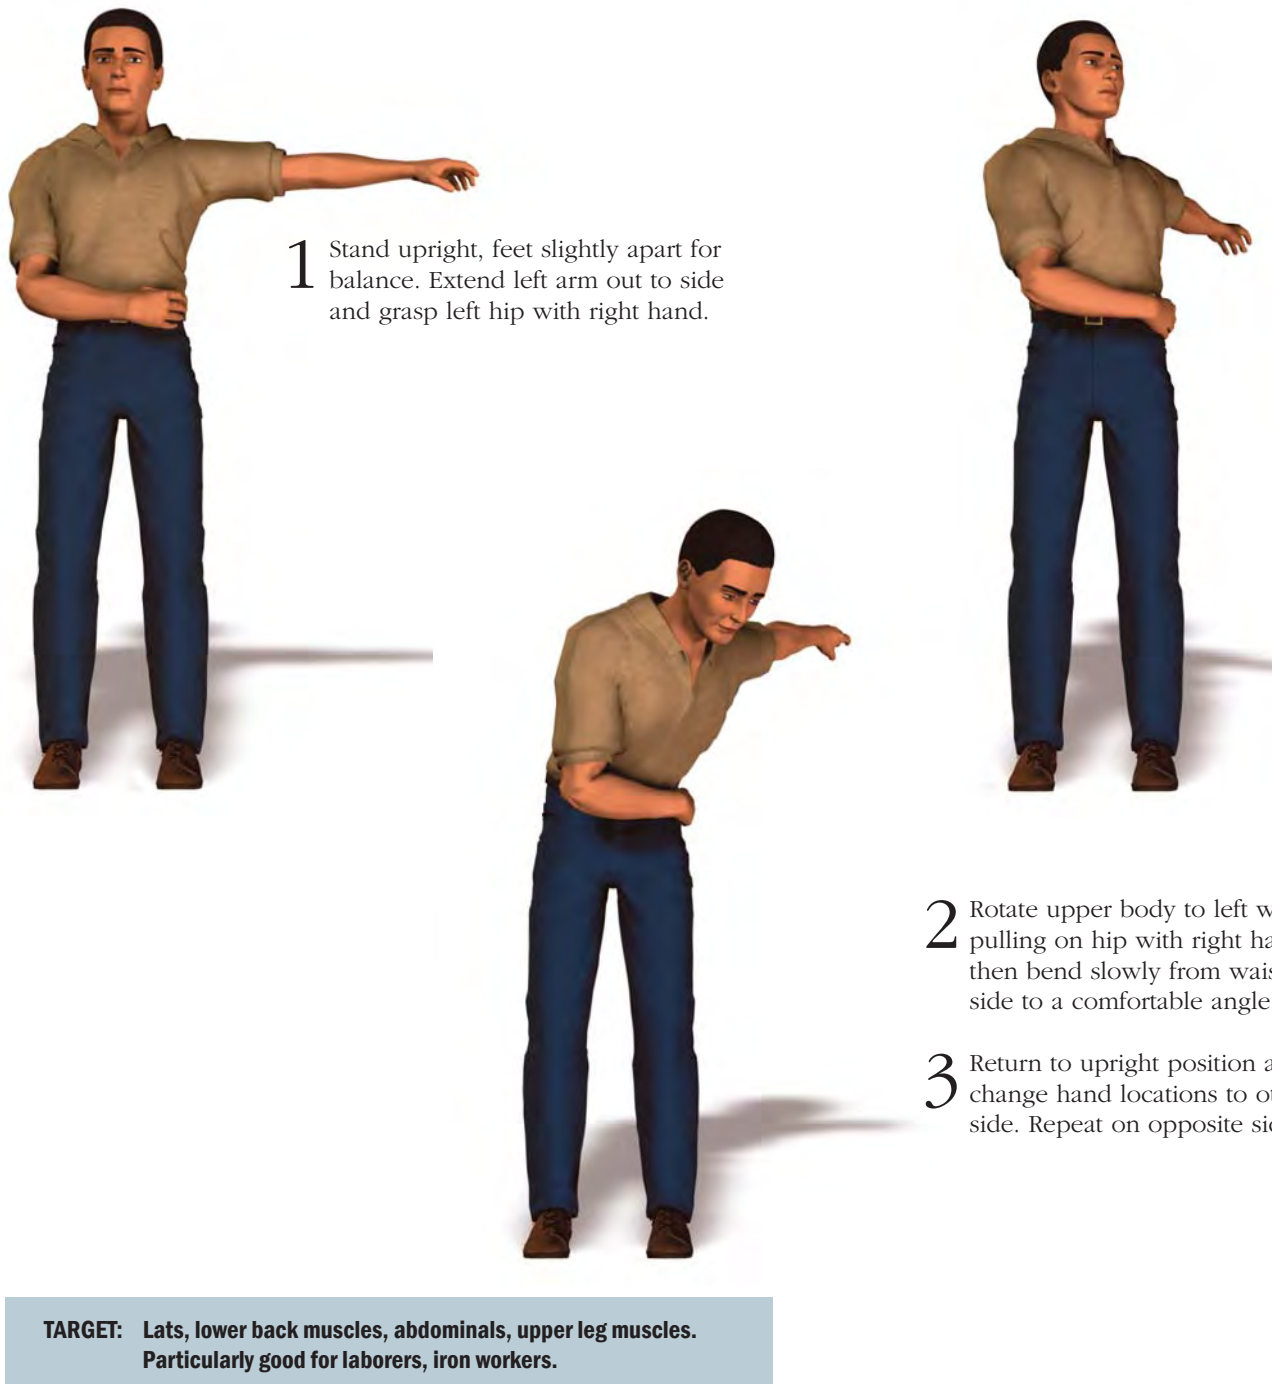 1 Stand upright, feet slightly apart for
balance. Extend left arm out to side
and grasp left hip with right hand.
2 Rotate upper body to left
pulling on hip with right
then bend slowly from
side to a comfortable angle
3 Return to upright position
change hand locations to
side. Repeat on opposite
TARGET: Lats, lower back muscles, abdominals, upper leg muscles.
Particularly good for laborers, iron workers.